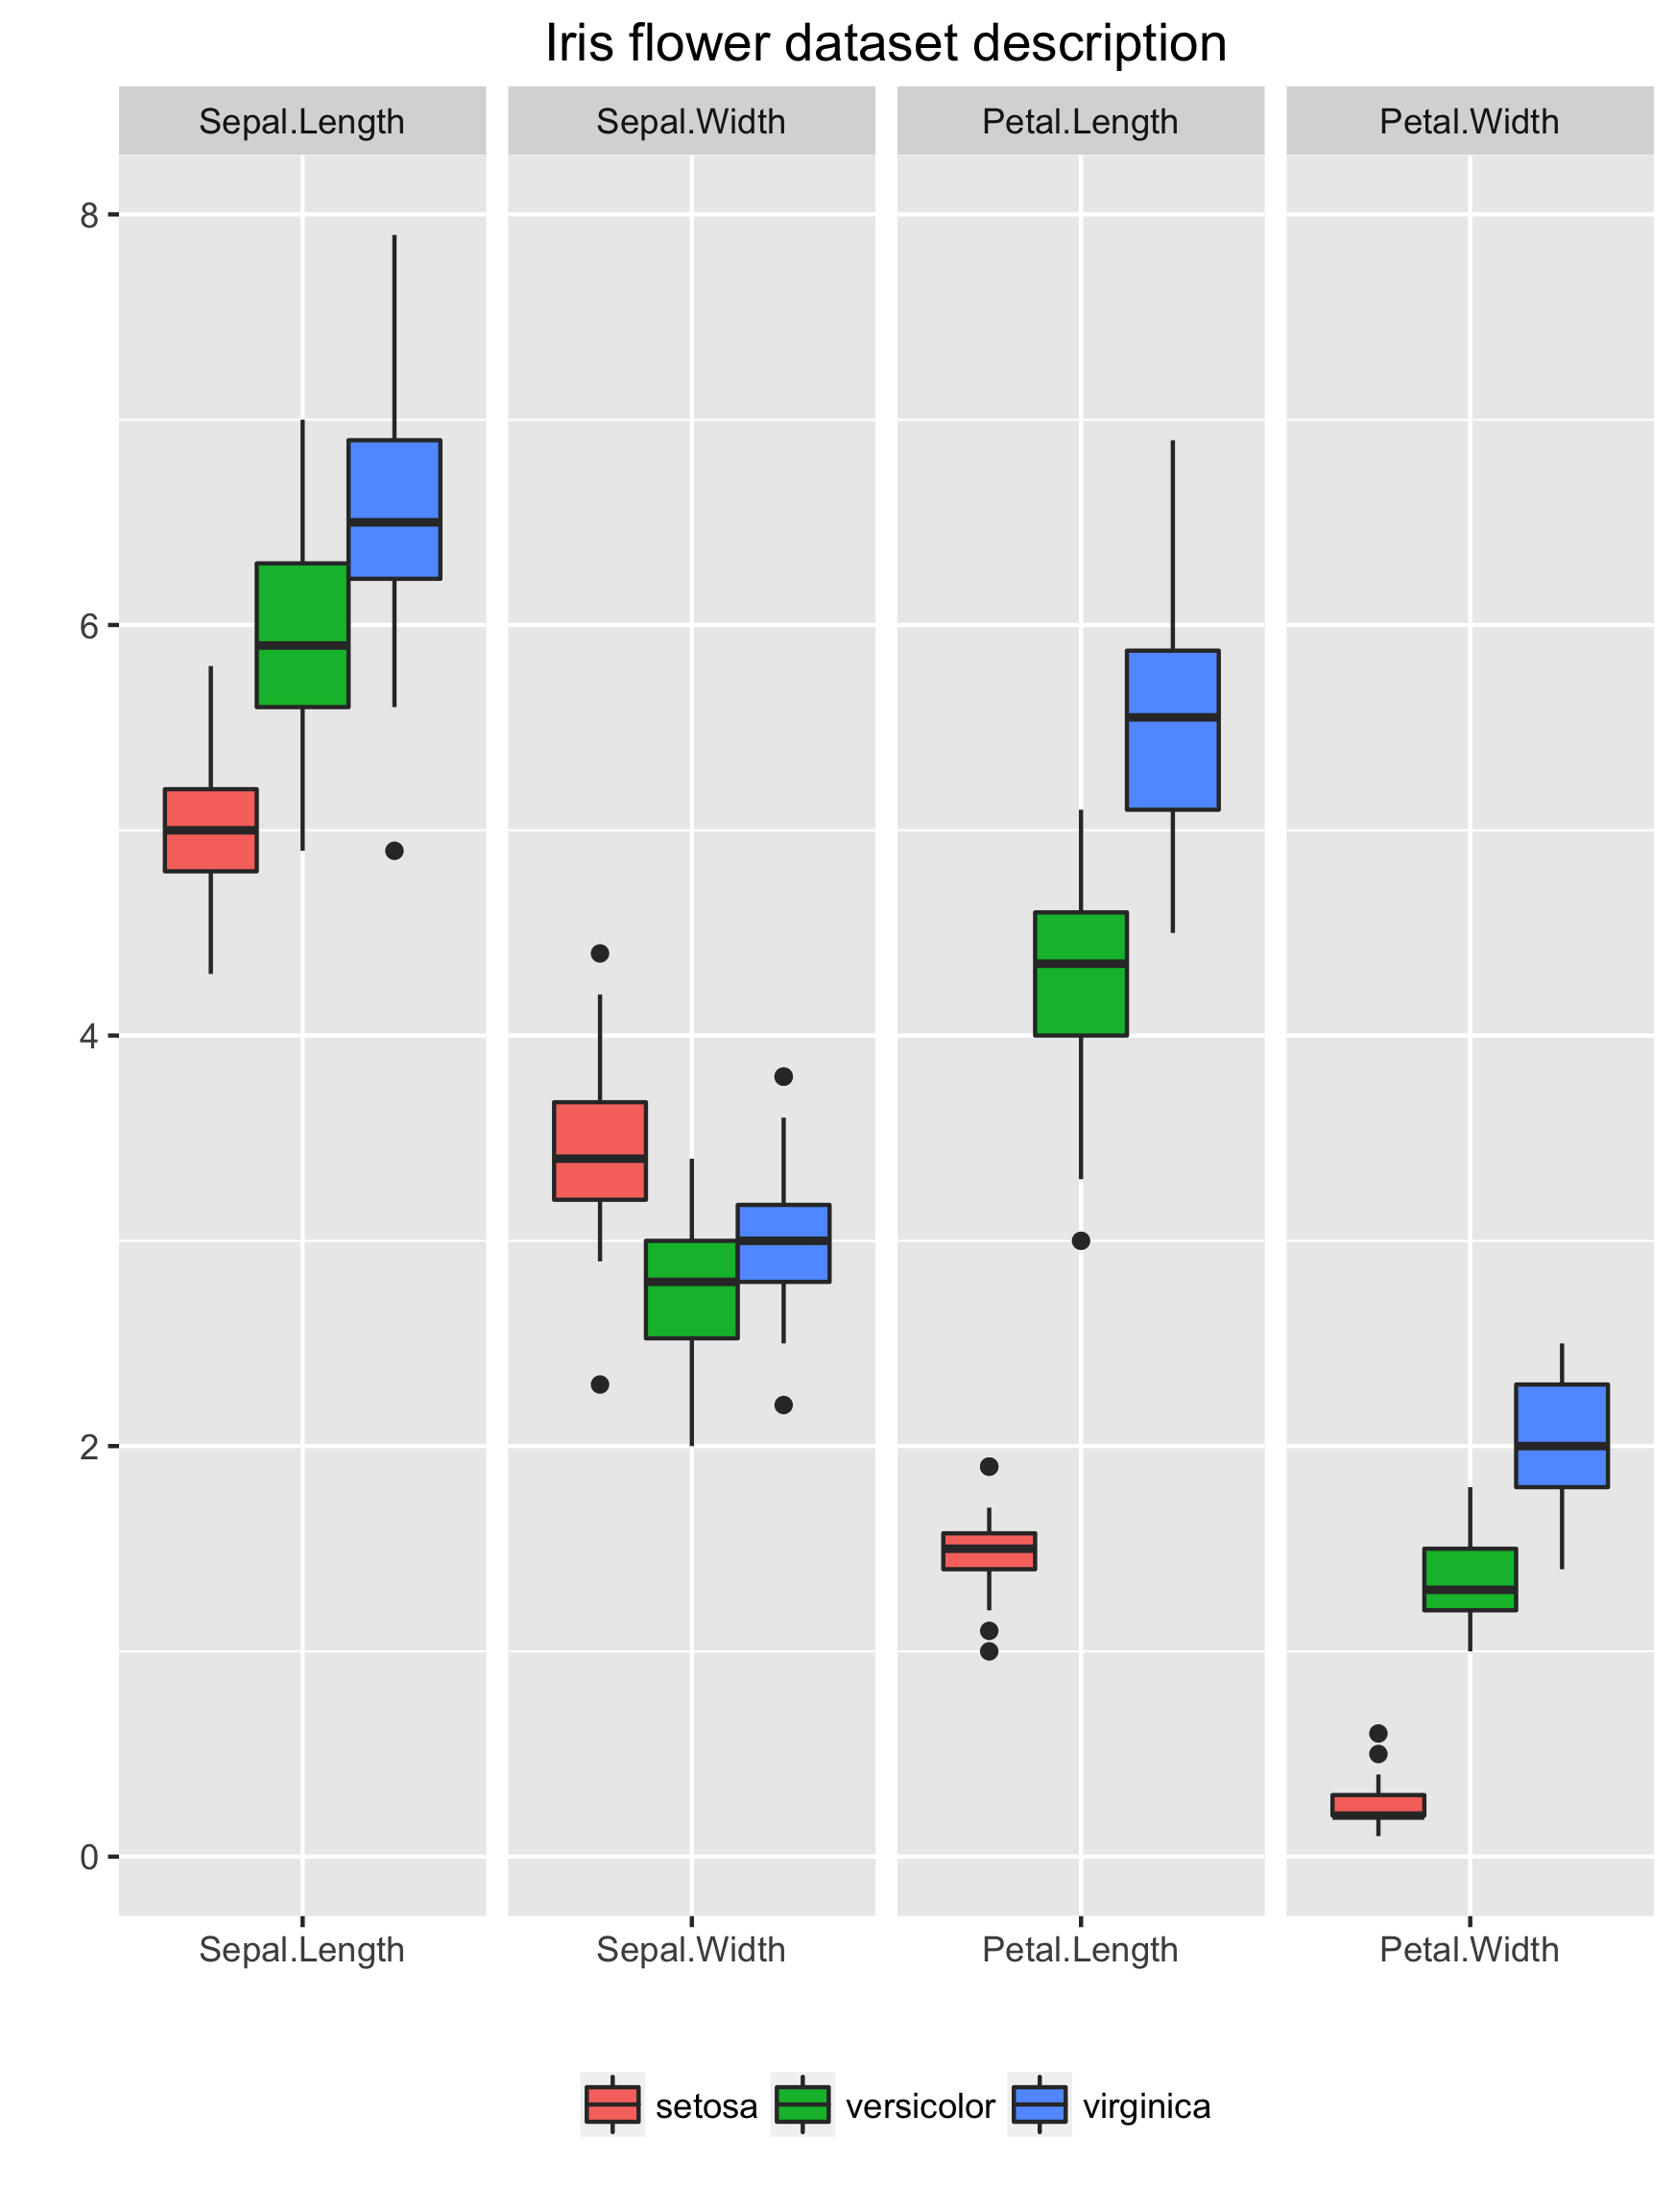 Iris flower dataset description
Sepal.Length Sepal.Width Petal.Length Petal.Width
8
6
4
2
0
Sepal.Length Sepal.Width Petal.Length Petal.Width
setosa versicolor virginica